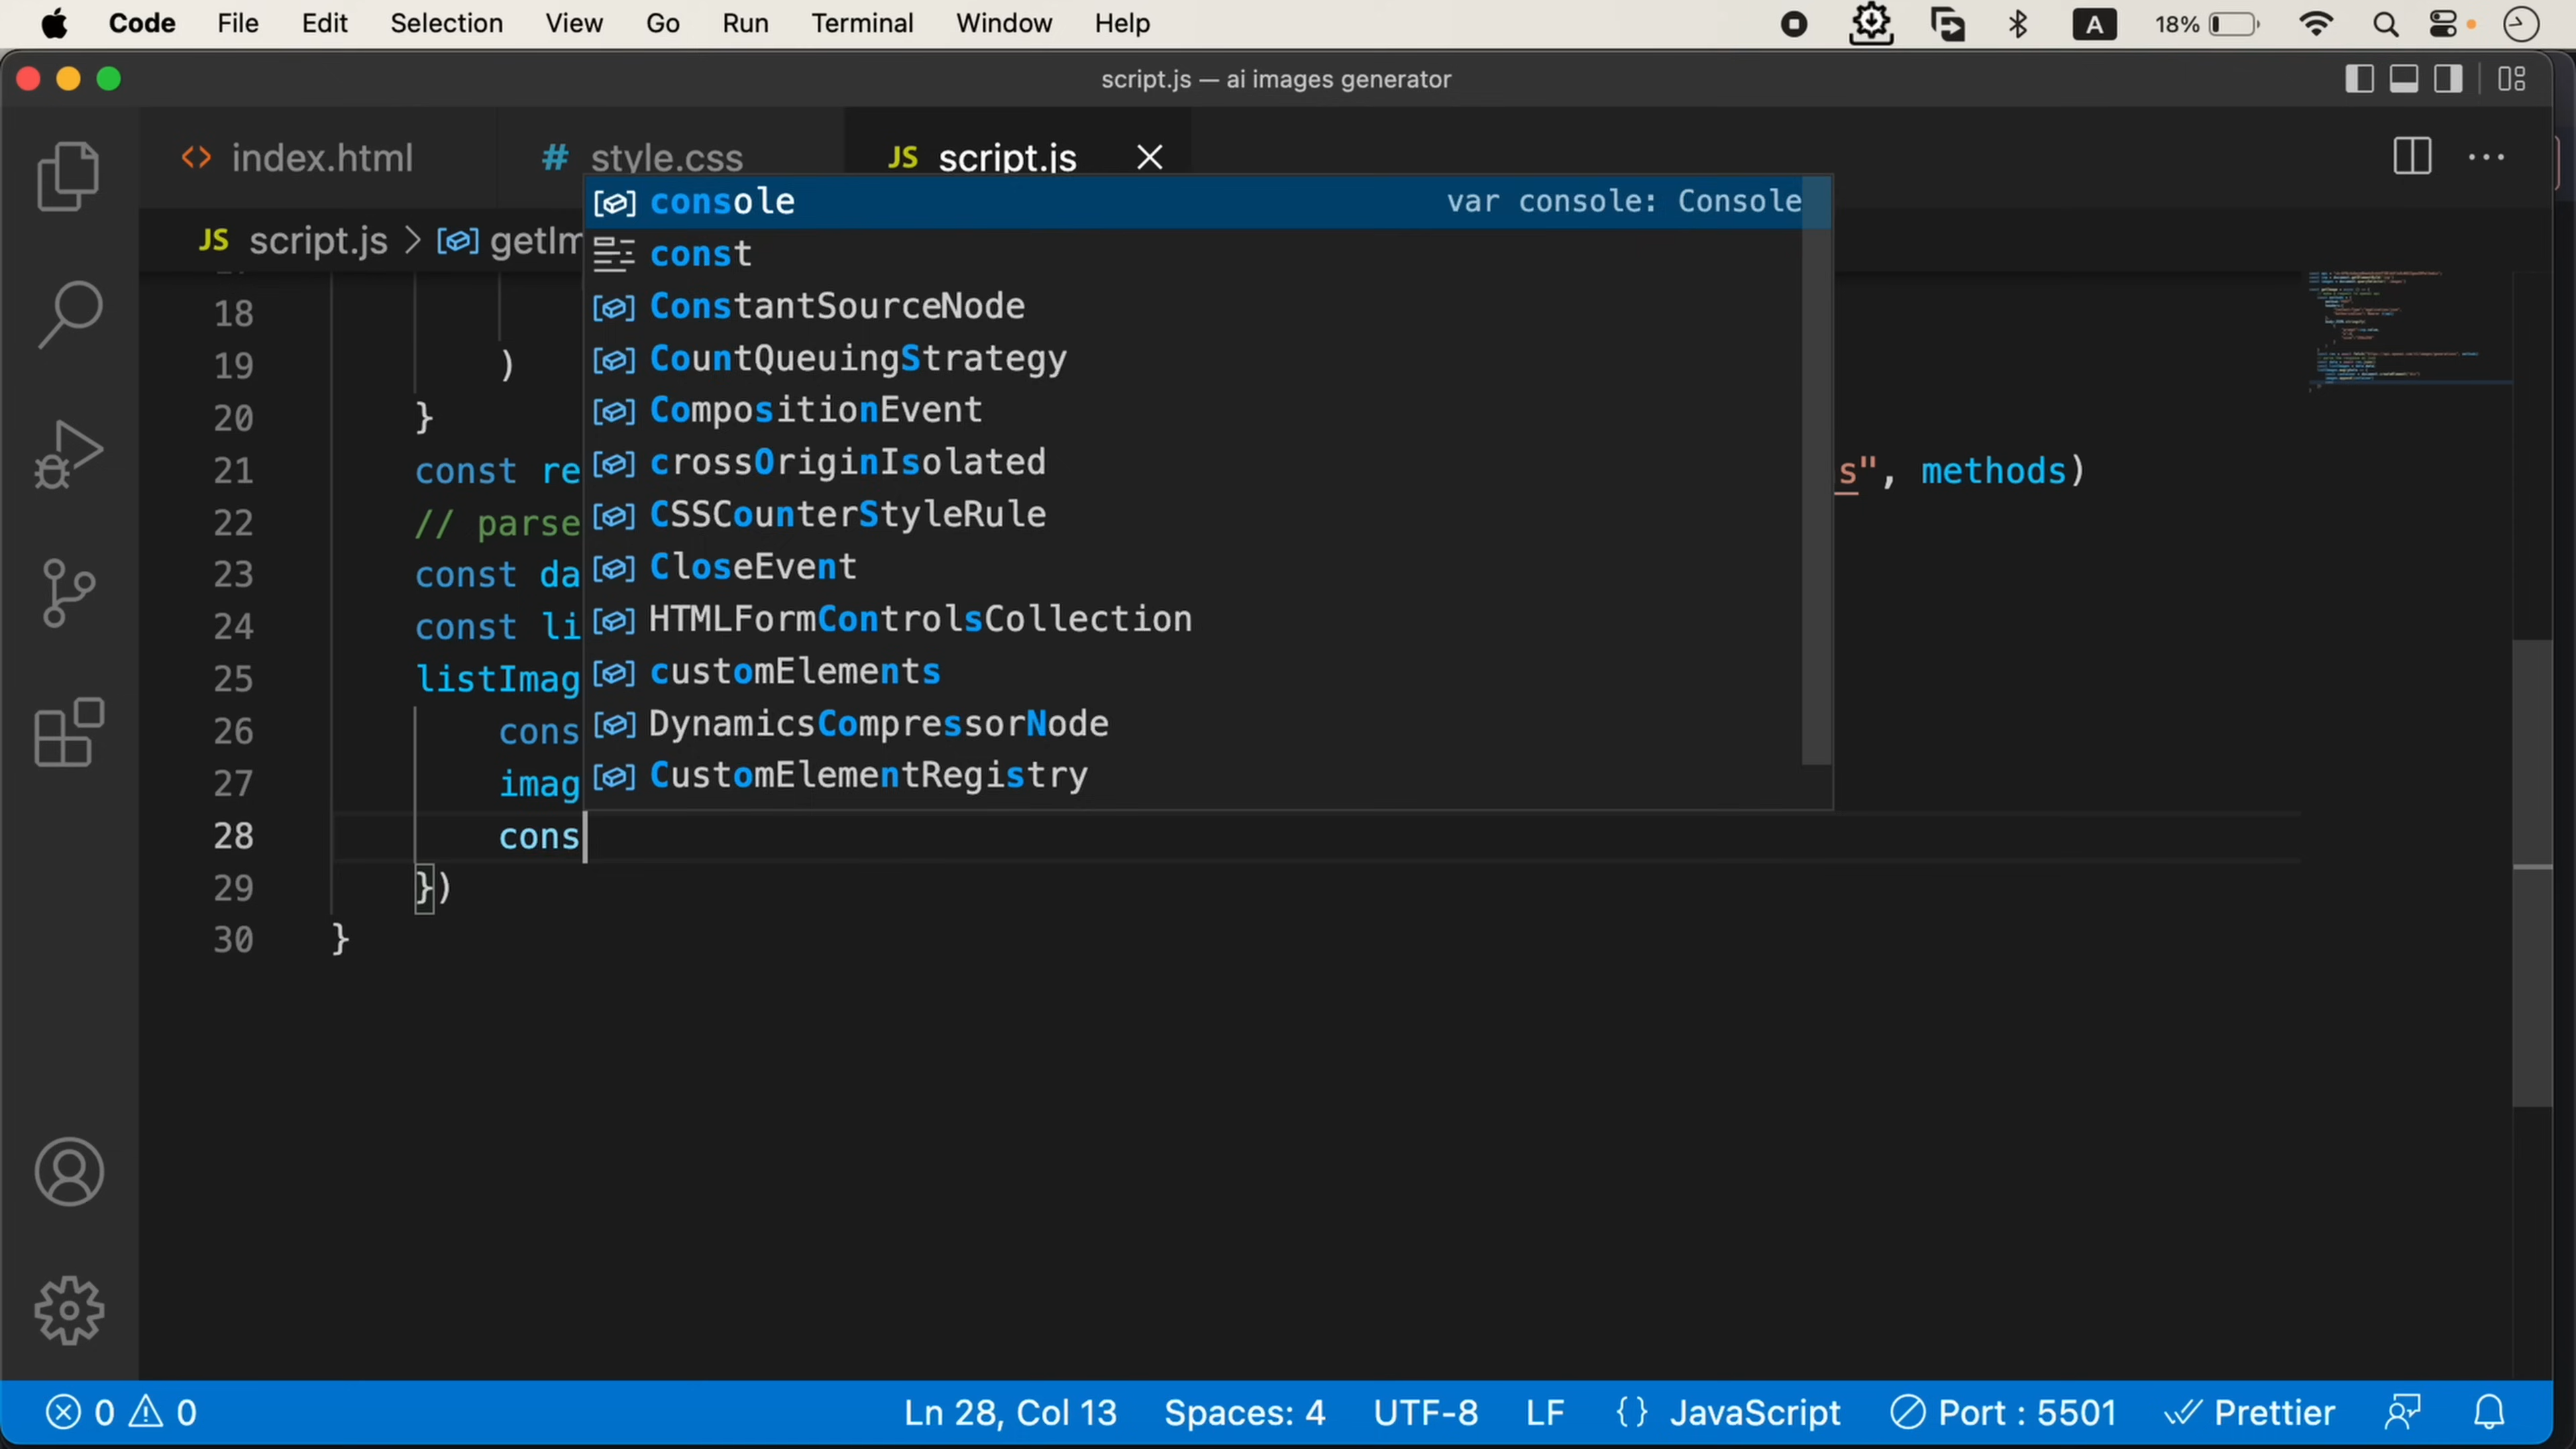 Code File Edit Selection View Go Run Terminal Window Help A 18%
script.js — ai images generator
<> index.html # style.css JS script.js
JS script.js > getIm
console var console: Console
const
ConstantSourceNode
CountQueuingStrategy
CompositionEvent
crossOriginIsolated
CSSCounterStyleRule
CloseEvent
HTMLFormControlsCollection
customElements
DynamicsCompressorNode
CustomElementRegistry
18
19 )
20 }
21 const re s", methods)
22 // parse
23 const da
24 const li
25 listImag
26 cons
27 imag
28 cons
29 })
30 }
0 0 Ln 28, Col 13 Spaces: 4 UTF-8 LF {} JavaScript Port : 5501 Prettier